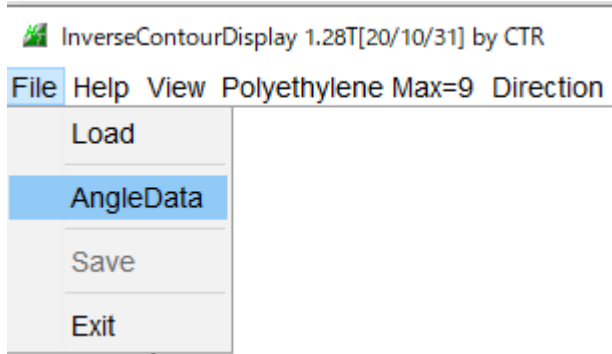 InverseContourDisplay 1.28T[20/10/31] by CTR
File Help View Polyethylene Max=9 Direction
Load
AngleData
Save
Exit